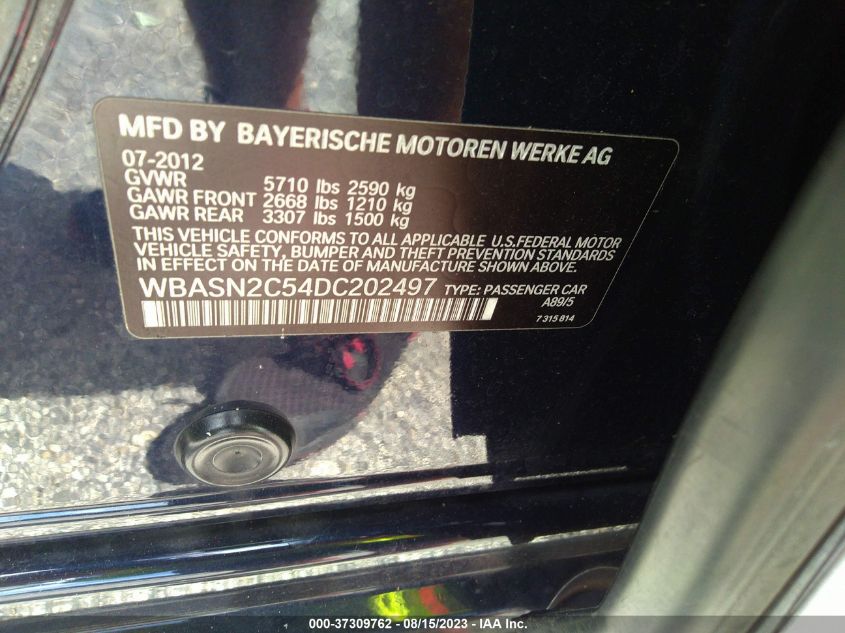 MFD BY BAYERISCHE MOTOREN WERKE AG
07-2012
GVWR 5710 lbs 2590 kg
GAWR FRONT 2668 lbs 1210 kg
GAWR REAR 3307 lbs 1500 kg
THIS VEHICLE CONFORMS TO ALL APPLICABLE U.S.FEDERAL MOTOR
VEHICLE SAFETY, BUMPER AND THEFT PREVENTION STANDARDS
IN EFFECT ON THE DATE OF MANUFACTURE SHOWN ABOVE.
WBASN2C54DC202497 TYPE: PASSENGER CAR
A89/5
7 315 814
000-37309762 - 08/15/2023 - IAA Inc.